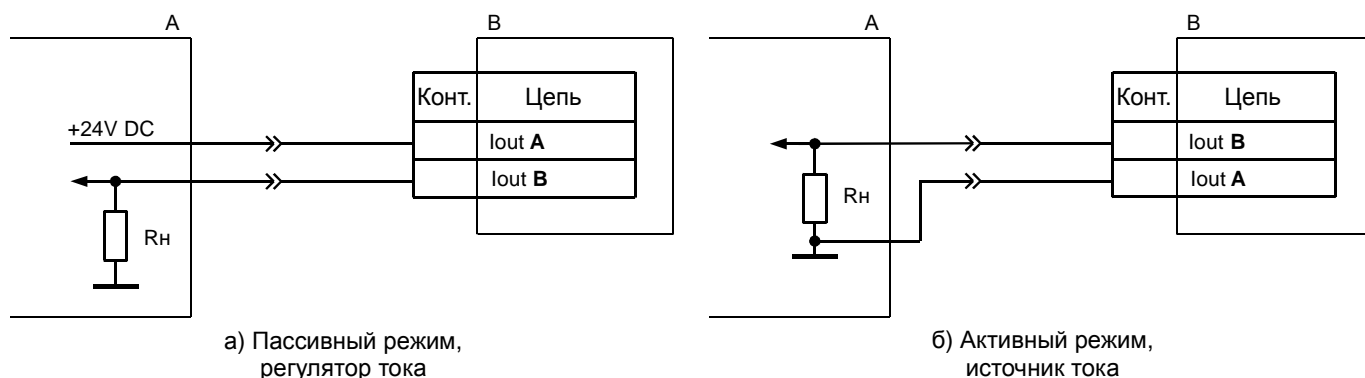 A
B
Конт. Цепь
+24V DC
Iout A
Iout B
Rн
а) Пассивный режим,
регулятор тока
A
B
Конт. Цепь
Iout B
Iout A
Rн
б) Активный режим,
источник тока